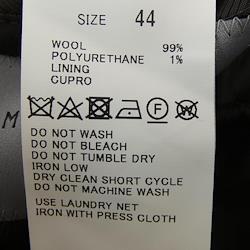 SIZE 44
WOOL 99%
POLYURETHANE 1%
LINING
CUPRO
M
DO NOT WASH
DO NOT BLEACH
DO NOT TUMBLE DRY
IRON LOW
DRY CLEAN SHORT CYCLE
DO NOT MACHINE WASH
USE LAUNDRY NET
IRON WITH PRESS CLOTH